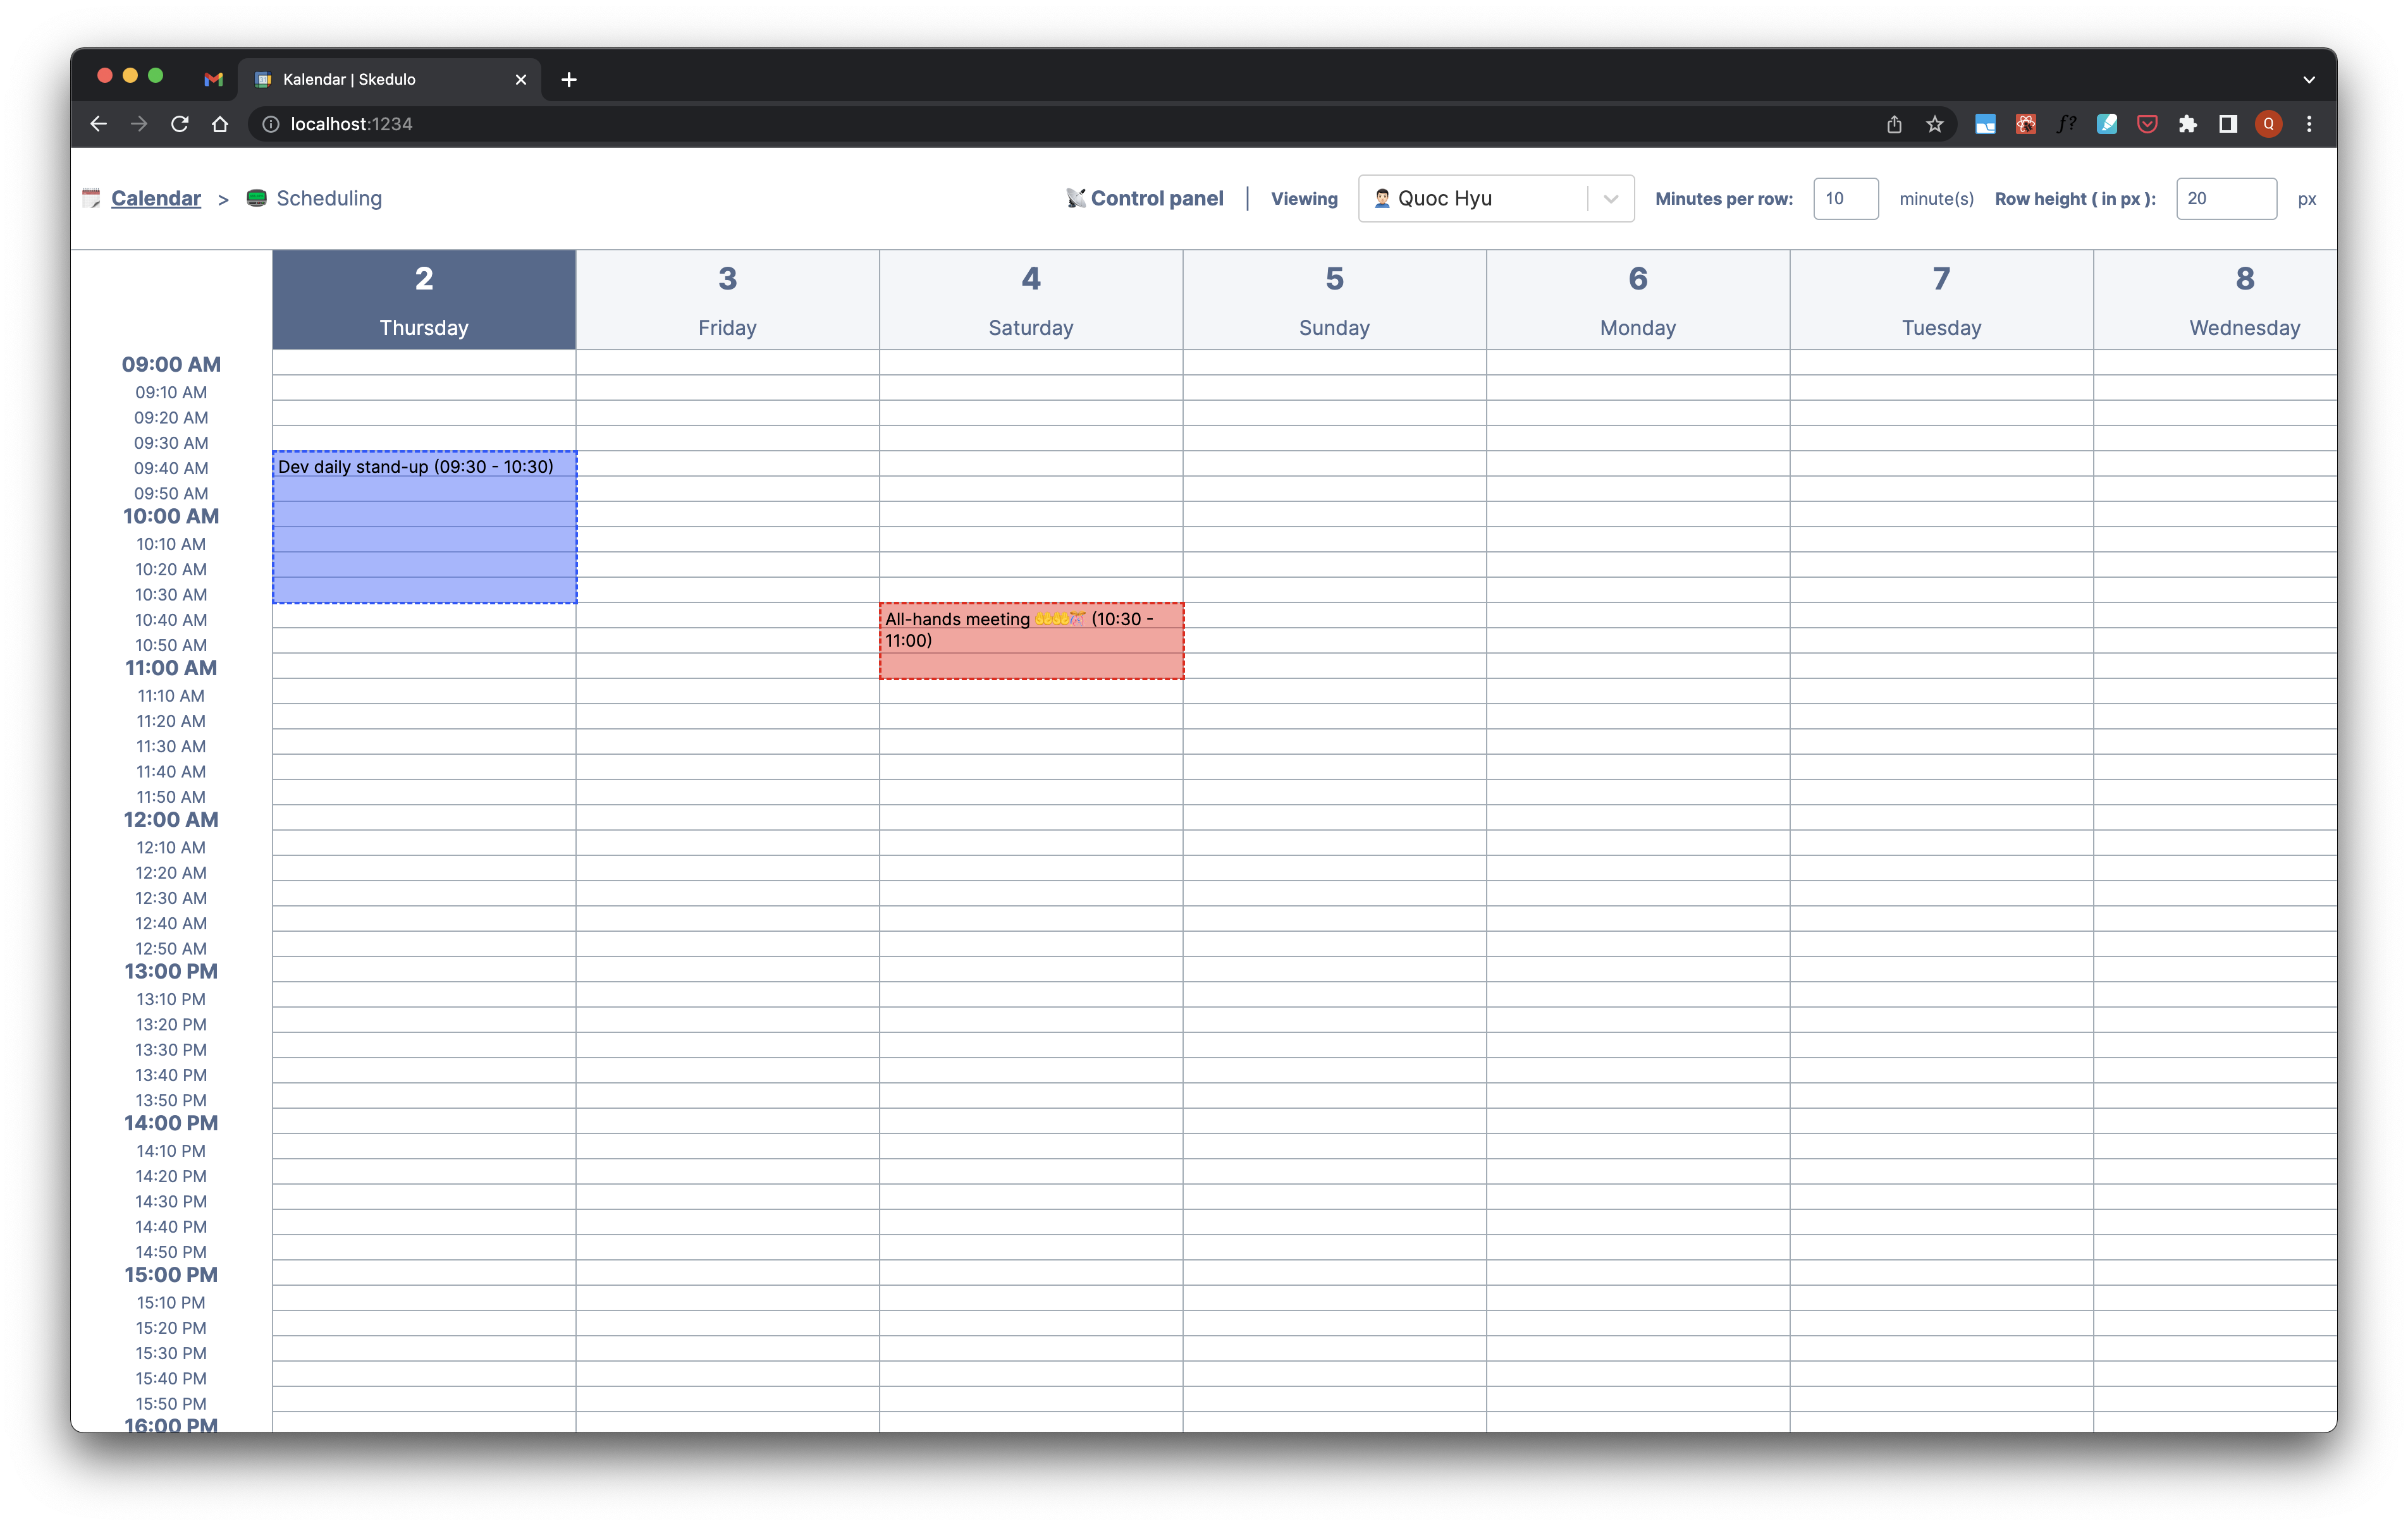 Kalendar | Skedulo
localhost:1234
f?
Q
Calendar > Scheduling
Control panel | Viewing Quoc Hyu Minutes per row: 10 minute(s) Row height ( in px ): 20 px
2 3 4 5 6 7 8
Thursday Friday Saturday Sunday Monday Tuesday Wednesday
09:00 AM
09:10 AM
09:20 AM
09:30 AM
09:40 AM
09:50 AM
10:00 AM
10:10 AM
10:20 AM
10:30 AM
10:40 AM
10:50 AM
11:00 AM
11:10 AM
11:20 AM
11:30 AM
11:40 AM
11:50 AM
12:00 AM
12:10 AM
12:20 AM
12:30 AM
12:40 AM
12:50 AM
13:00 PM
13:10 PM
13:20 PM
13:30 PM
13:40 PM
13:50 PM
14:00 PM
14:10 PM
14:20 PM
14:30 PM
14:40 PM
14:50 PM
15:00 PM
15:10 PM
15:20 PM
15:30 PM
15:40 PM
15:50 PM
16:00 PM
Dev daily stand-up (09:30 - 10:30)
All-hands meeting (10:30 -
11:00)